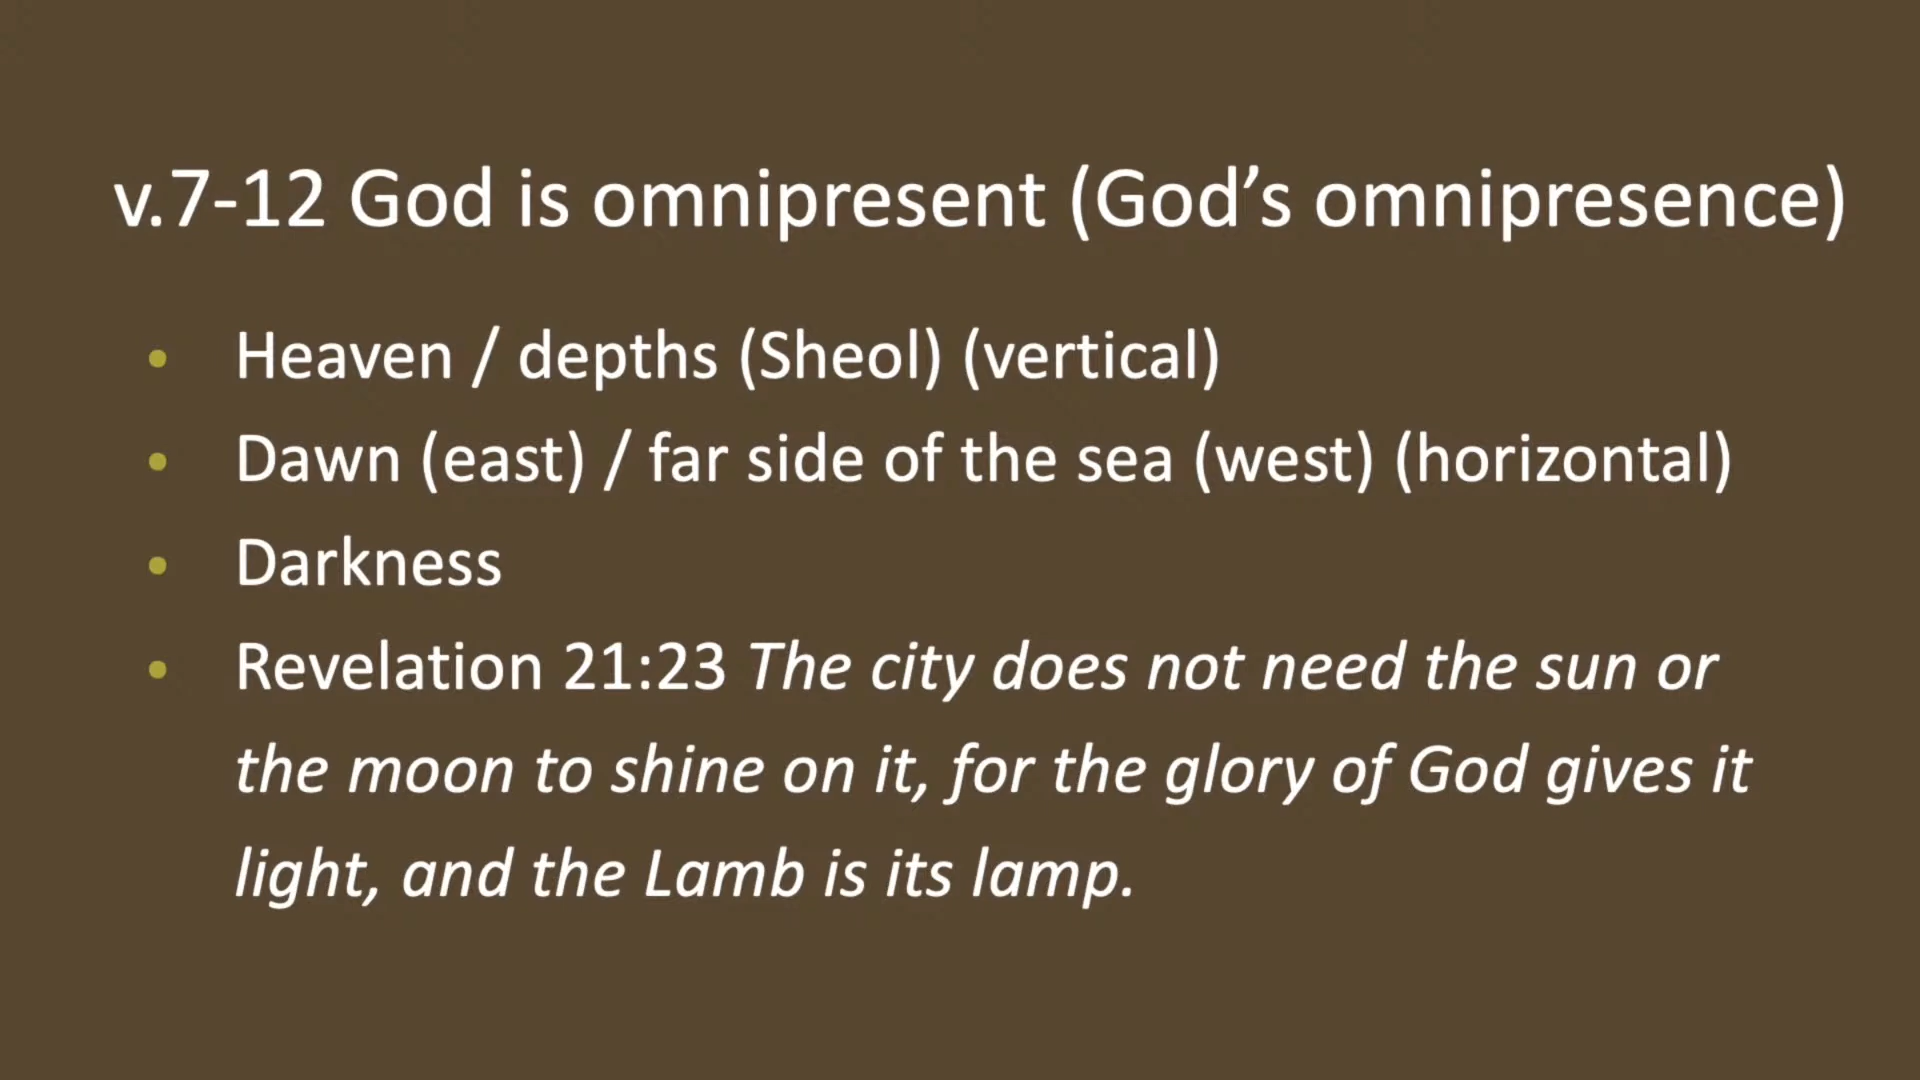 v.7-12 God is omnipresent (God’s omnipresence)
• Heaven / depths (Sheol) (vertical)
• Dawn (east) / far side of the sea (west) (horizontal)
• Darkness
• Revelation 21:23 The city does not need the sun or
the moon to shine on it, for the glory of God gives it
light, and the Lamb is its lamp.